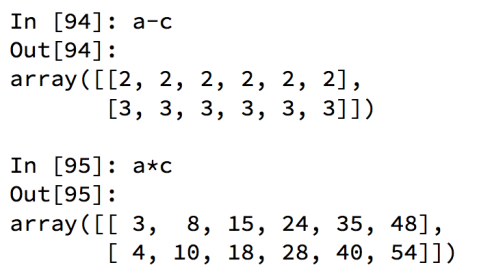 In [94]: a-c
Out[94]:
array([[2, 2, 2, 2, 2, 2],
       [3, 3, 3, 3, 3, 3]])

In [95]: a*c
Out[95]:
array([[ 3,  8, 15, 24, 35, 48],
       [ 4, 10, 18, 28, 40, 54]])